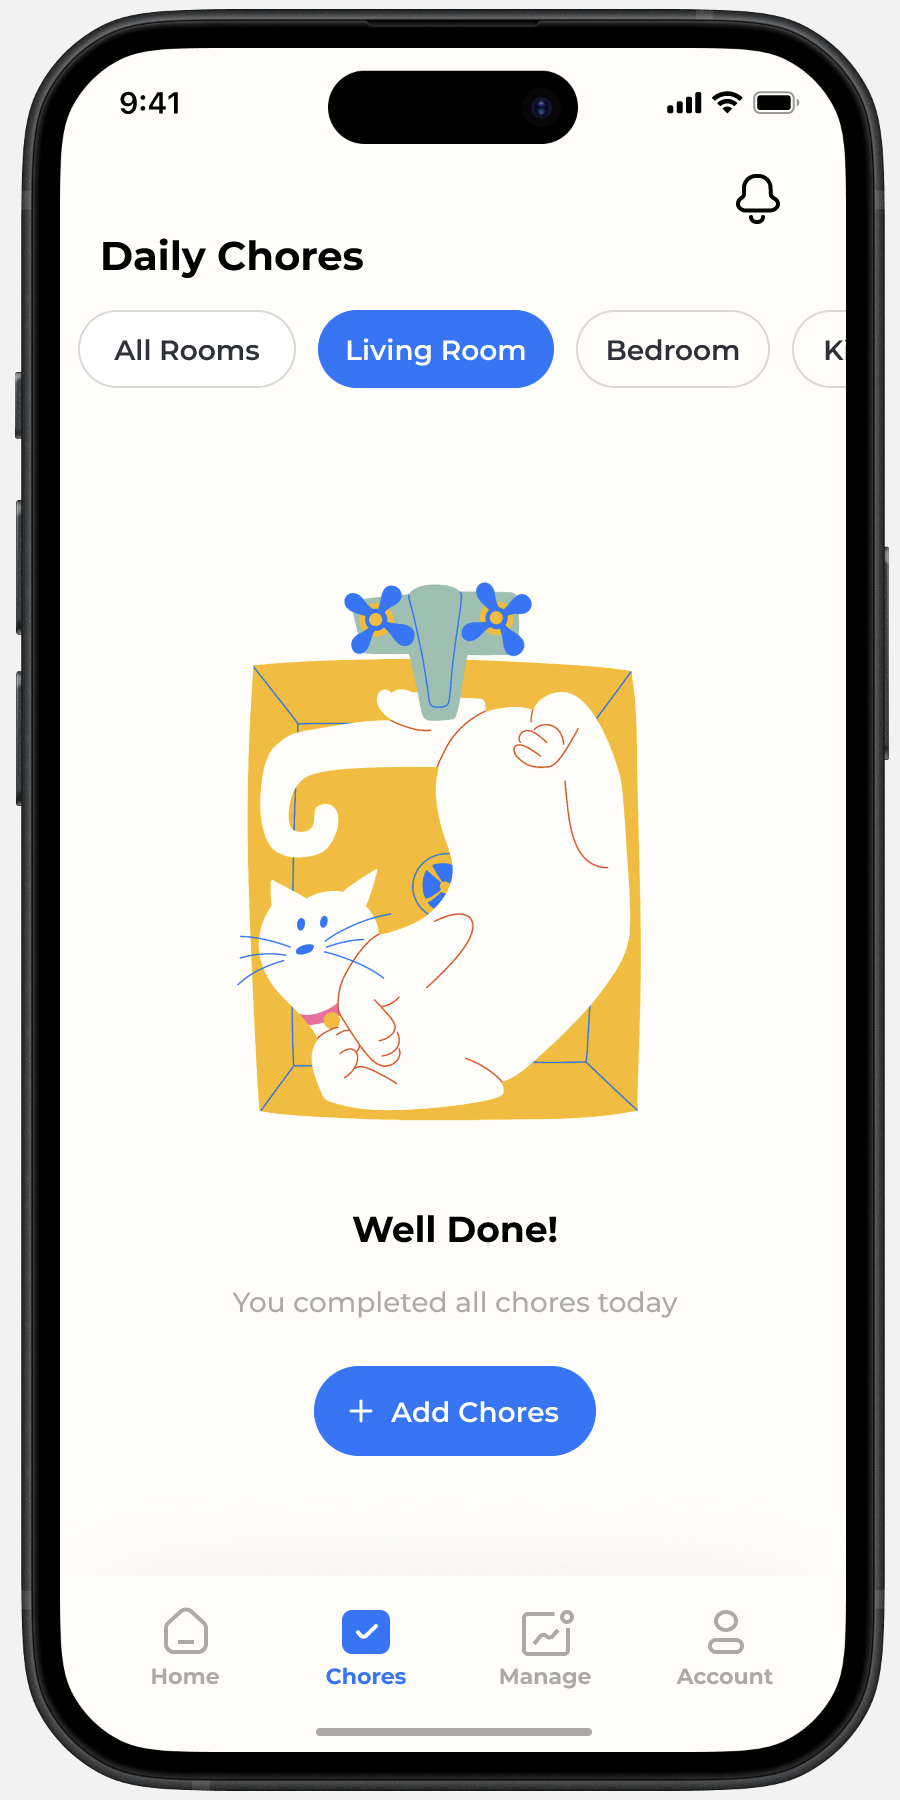 9:41
Daily Chores
All Rooms Living Room Bedroom
Well Done!
You completed all chores today
+ Add Chores
Home Chores Manage Account